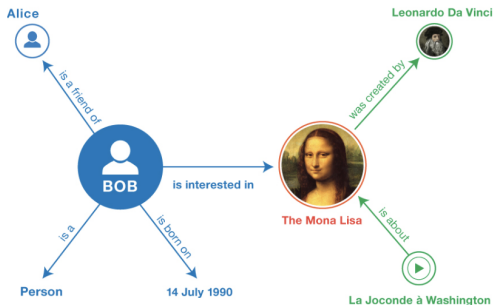 Alice
Leonardo Da Vinci
is a friend of
was created by
BOB
is interested in
The Mona Lisa
is a
is born on
is about
Person
14 July 1990
La Joconde à Washington